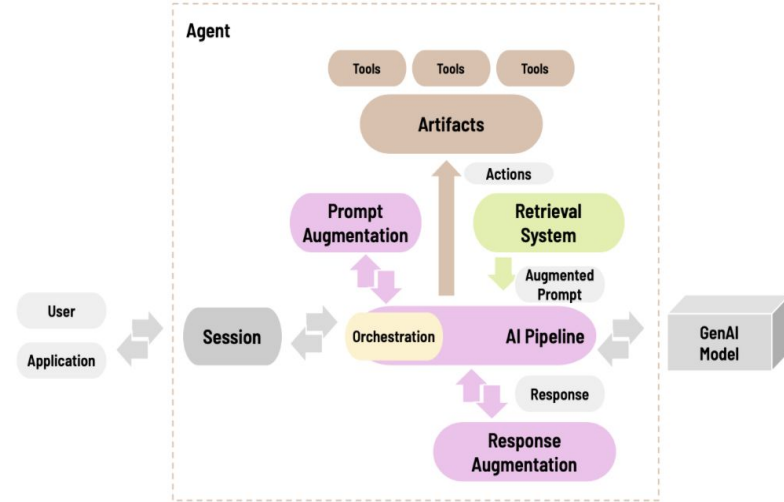 Agent
Tools
Tools
Tools
Artifacts
Actions
Prompt
Augmentation
Retrieval
System
Augmented
Prompt
User
Application
Session
Orchestration
AI Pipeline
GenAI
Model
Response
Response
Augmentation